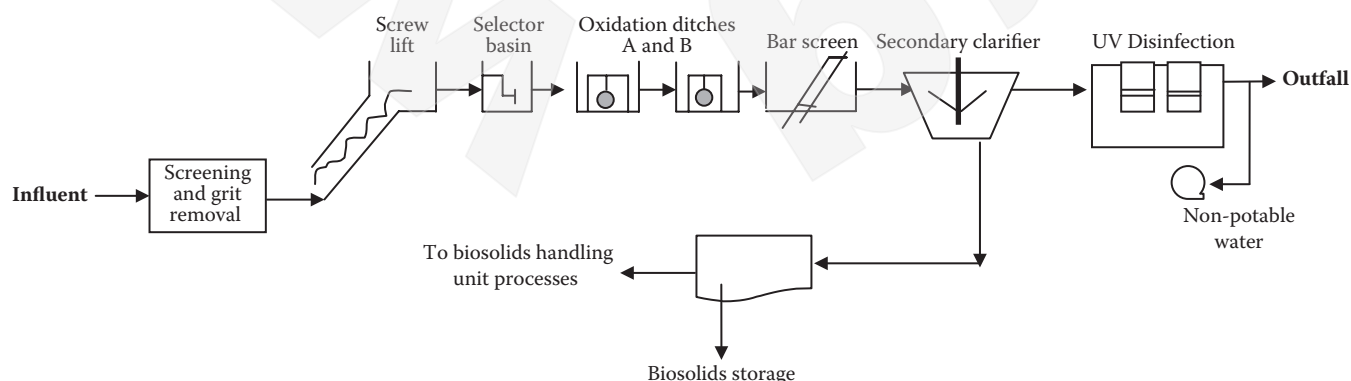 Screw
lift
Selector
basin
Oxidation ditches
A and B
Bar screen
Secondary clarifier
UV Disinfection
Outfall
Influent
Screening
and grit
removal
Non-potable
water
To biosolids handling
unit processes
Biosolids storage